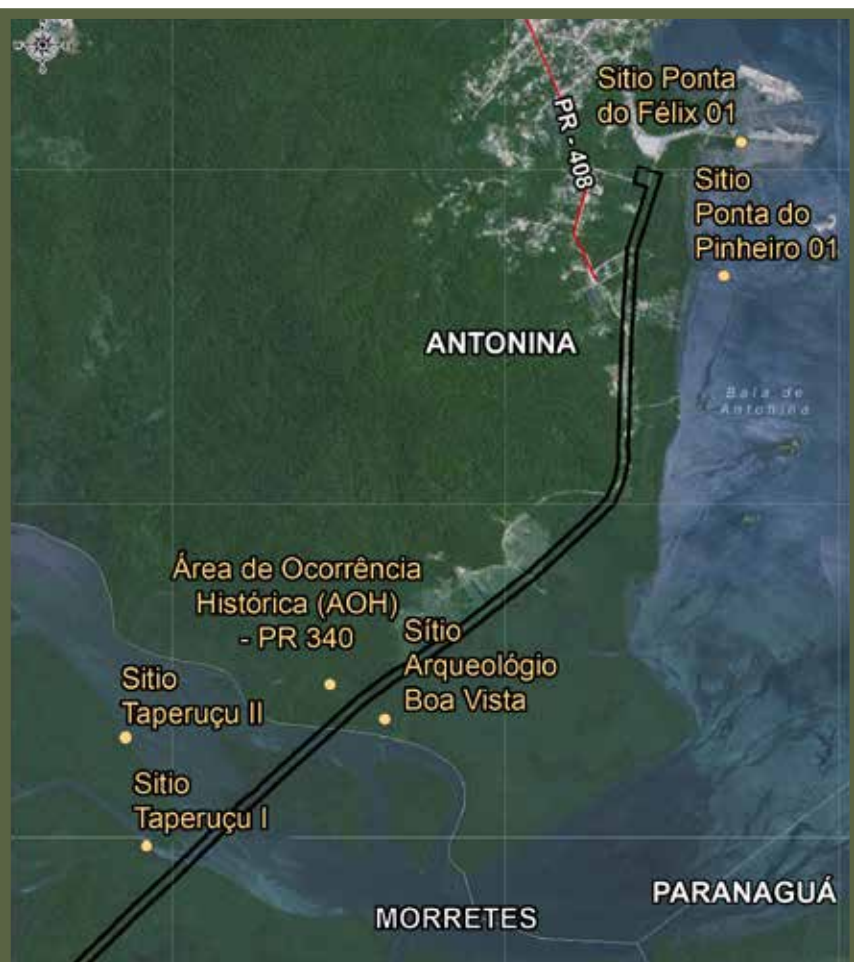 Sitio Ponta
do Félix 01
PR - 408
Sitio
Ponta do
Pinheiro 01
ANTONINA
Baía de
Antonina
Área de Ocorrência
Histórica (AOH)
- PR 340
Sítio
Arqueológio
Boa Vista
Sitio
Taperuçu II
Sitio
Taperuçu I
PARANAGUÁ
MORRETES